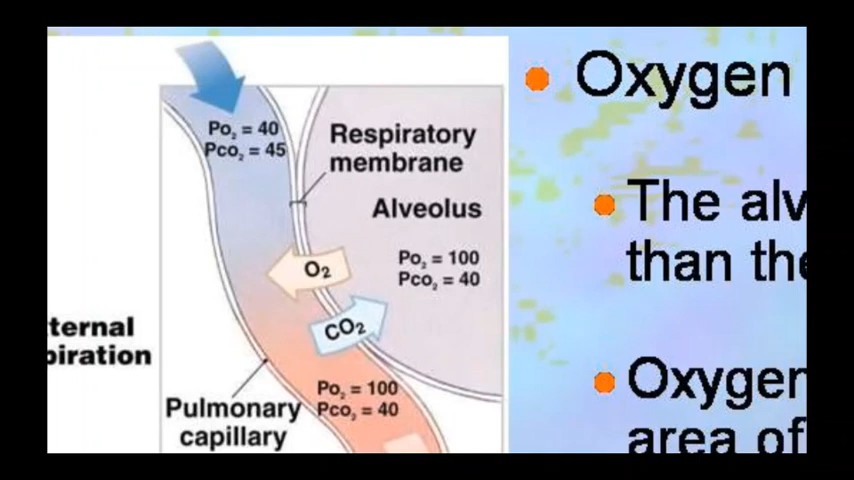 Po₂ = 40
Pco₂ = 45
Respiratory
membrane
Alveolus
Po₂ = 100
Pco₂ = 40
O₂
CO₂
ternal
piration
Po₂ = 100
Pco₂ = 40
Pulmonary
capillary
Oxygen
The alv
than the
Oxygen
area of